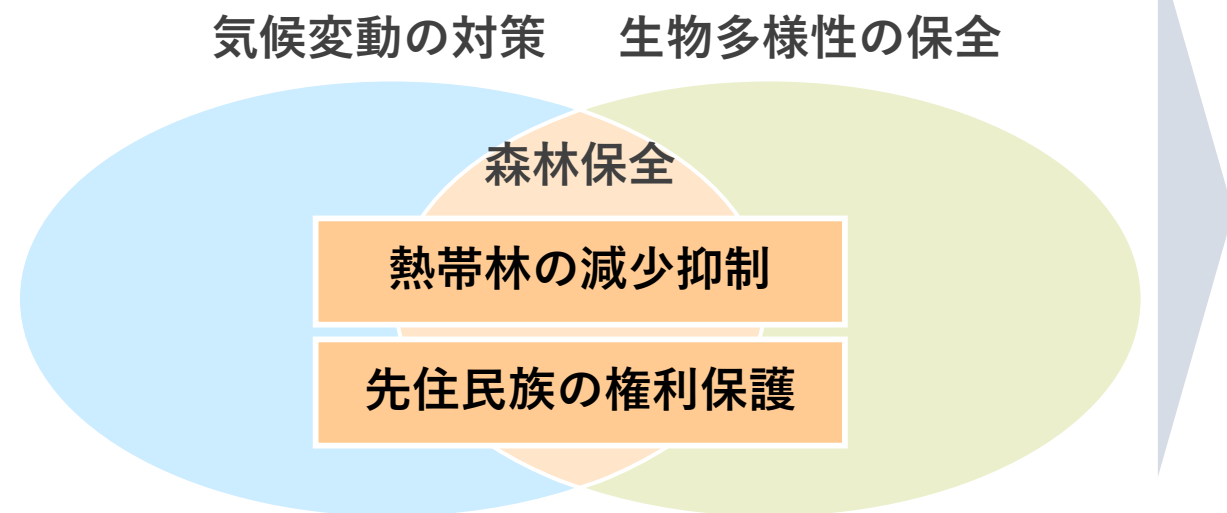 気候変動の対策
生物多様性の保全
森林保全
熱帯林の減少抑制
先住民族の権利保護